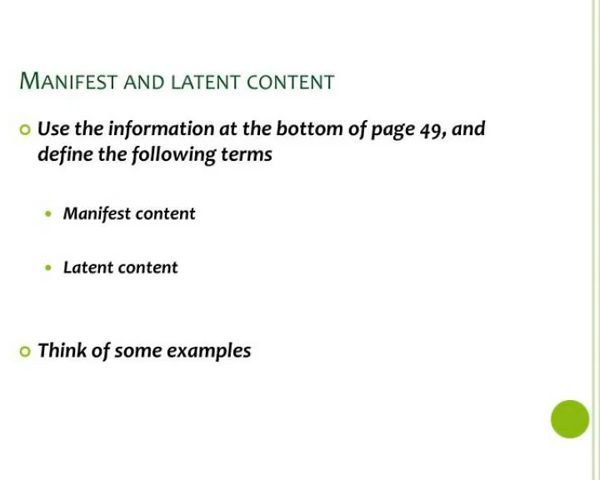 MANIFEST AND LATENT CONTENT
Use the information at the bottom of page 49, and
define the following terms
Manifest content
Latent content
Think of some examples